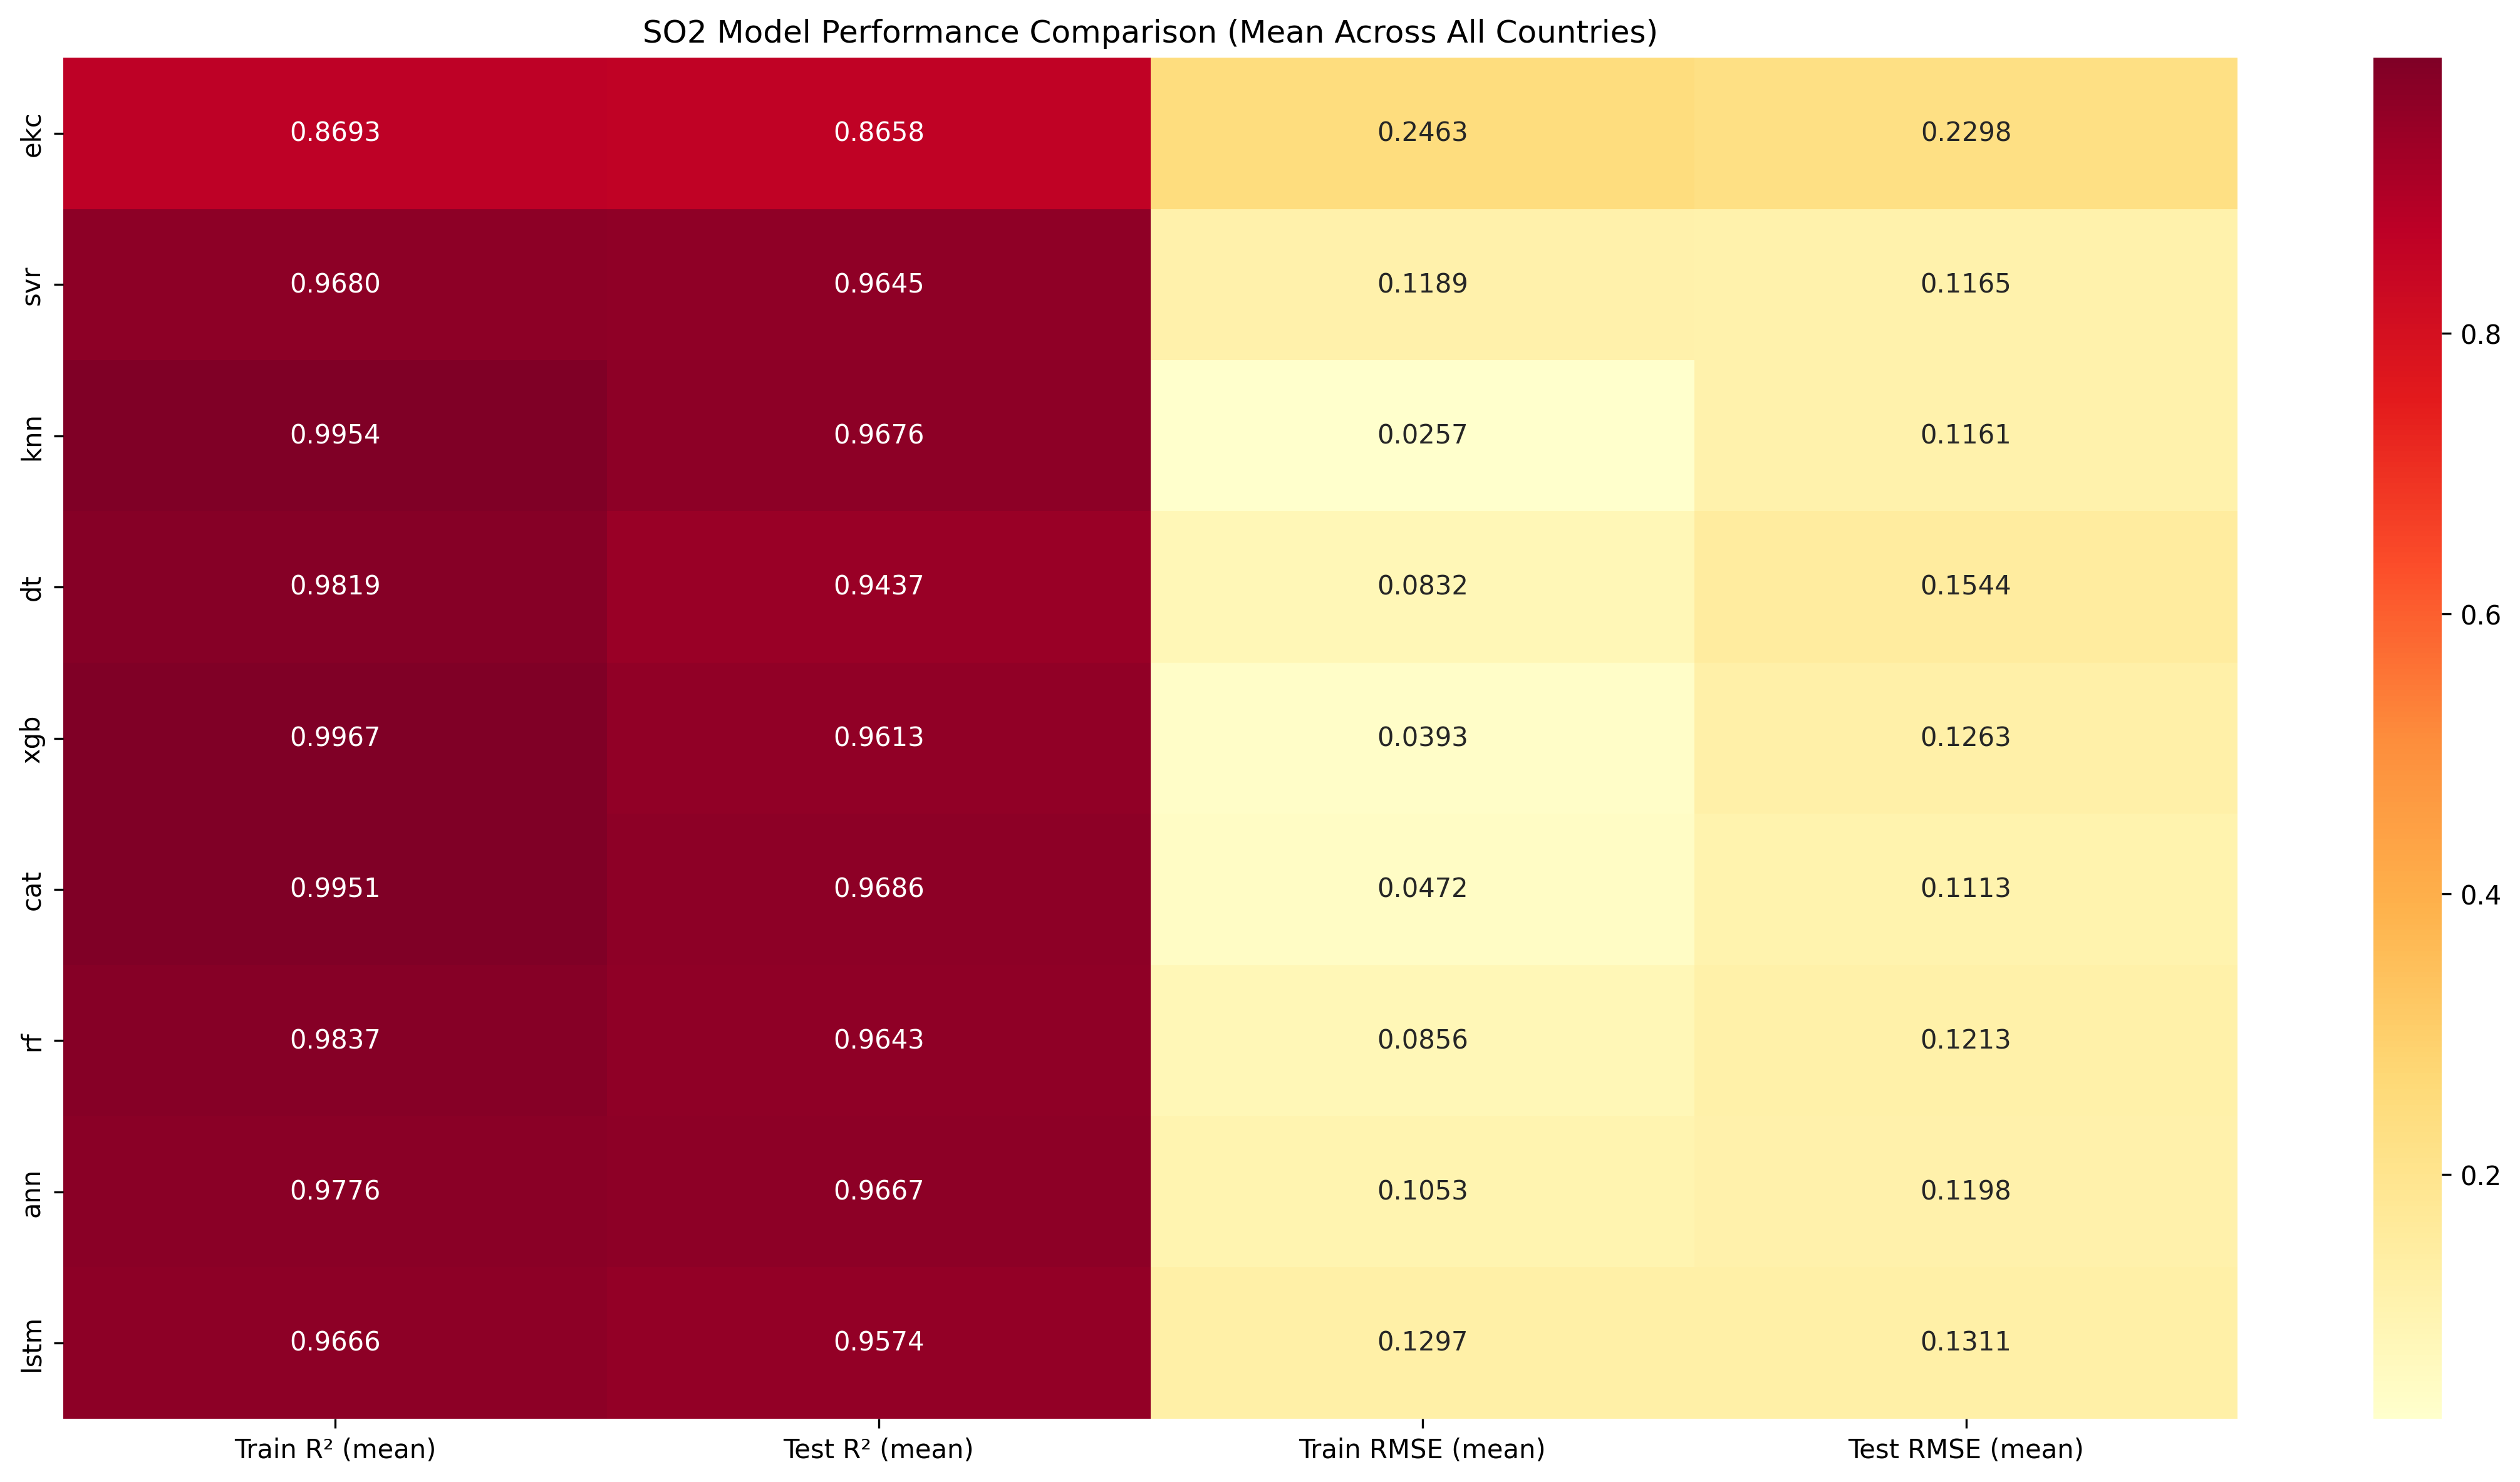 SO2 Model Performance Comparison (Mean Across All Countries)
ekc 0.8693 0.8658 0.2463 0.2298
svr 0.9680 0.9645 0.1189 0.1165
knn 0.9954 0.9676 0.0257 0.1161
dt 0.9819 0.9437 0.0832 0.1544
xgb 0.9967 0.9613 0.0393 0.1263
cat 0.9951 0.9686 0.0472 0.1113
rf 0.9837 0.9643 0.0856 0.1213
ann 0.9776 0.9667 0.1053 0.1198
lstm 0.9666 0.9574 0.1297 0.1311
Train R² (mean) Test R² (mean) Train RMSE (mean) Test RMSE (mean)
0.8
0.6
0.4
0.2